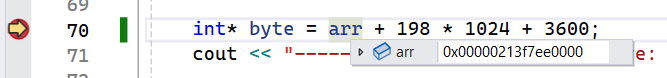 69
70 int* byte = arr + 198 * 1024 + 3600;
arr 0x00000213f7ee0000
71 cout << "----- e: